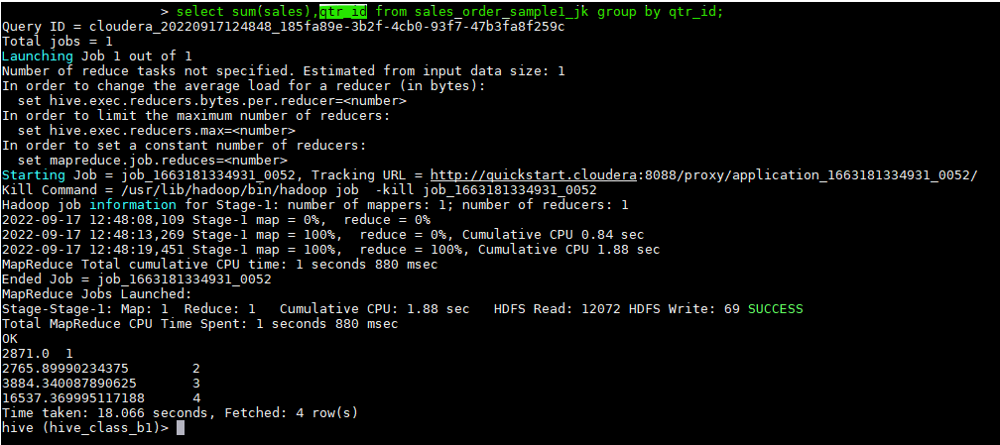 > select sum(sales),qtr_id from sales_order_sample1_jk group by qtr_id;
Query ID = cloudera_20220917124848_185fa89e-3b2f-4cb0-93f7-47b3fa8f259c
Total jobs = 1
Launching Job 1 out of 1
Number of reduce tasks not specified. Estimated from input data size: 1
In order to change the average load for a reducer (in bytes):
  set hive.exec.reducers.bytes.per.reducer=<number>
In order to limit the maximum number of reducers:
  set hive.exec.reducers.max=<number>
In order to set a constant number of reducers:
  set mapreduce.job.reduces=<number>
Starting Job = job_1663181334931_0052, Tracking URL = http://quickstart.cloudera:8088/proxy/application_1663181334931_0052/
Kill Command = /usr/lib/hadoop/bin/hadoop job  -kill job_1663181334931_0052
Hadoop job information for Stage-1: number of mappers: 1; number of reducers: 1
2022-09-17 12:48:08,109 Stage-1 map = 0%,  reduce = 0%
2022-09-17 12:48:13,269 Stage-1 map = 100%,  reduce = 0%, Cumulative CPU 0.84 sec
2022-09-17 12:48:19,451 Stage-1 map = 100%,  reduce = 100%, Cumulative CPU 1.88 sec
MapReduce Total cumulative CPU time: 1 seconds 880 msec
Ended Job = job_1663181334931_0052
MapReduce Jobs Launched:
Stage-Stage-1: Map: 1  Reduce: 1   Cumulative CPU: 1.88 sec   HDFS Read: 12072 HDFS Write: 69 SUCCESS
Total MapReduce CPU Time Spent: 1 seconds 880 msec
OK
2871.0  1
2765.89990234375        2
3884.340087890625       3
16537.369995117188      4
Time taken: 18.066 seconds, Fetched: 4 row(s)
hive (hive_class_b1)>